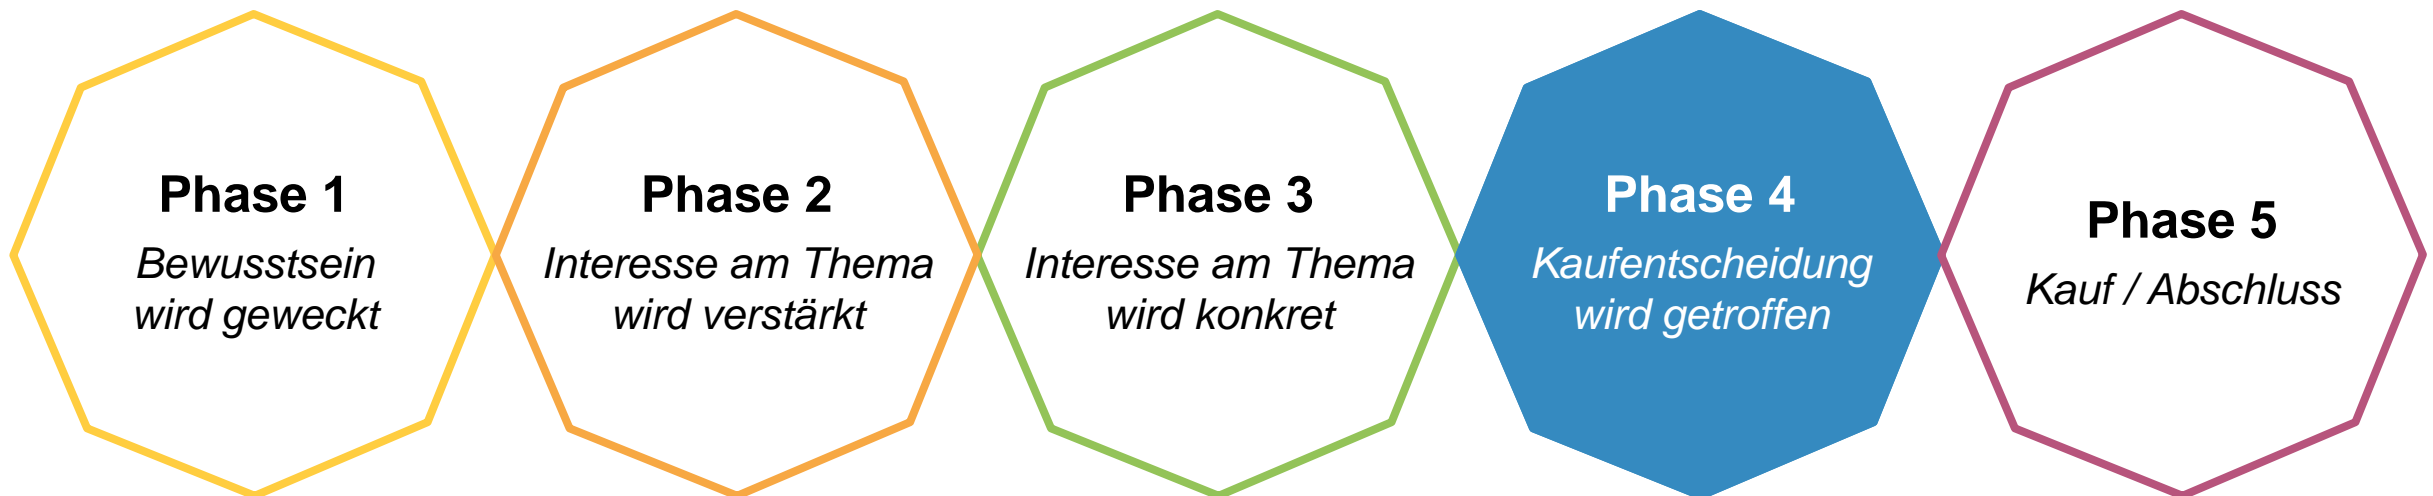 Phase 1
Bewusstsein
wird geweckt
Phase 2
Interesse am Thema
wird verstärkt
Phase 3
Interesse am Thema
wird konkret
Phase 4
Kaufentscheidung
wird getroffen
Phase 5
Kauf / Abschluss